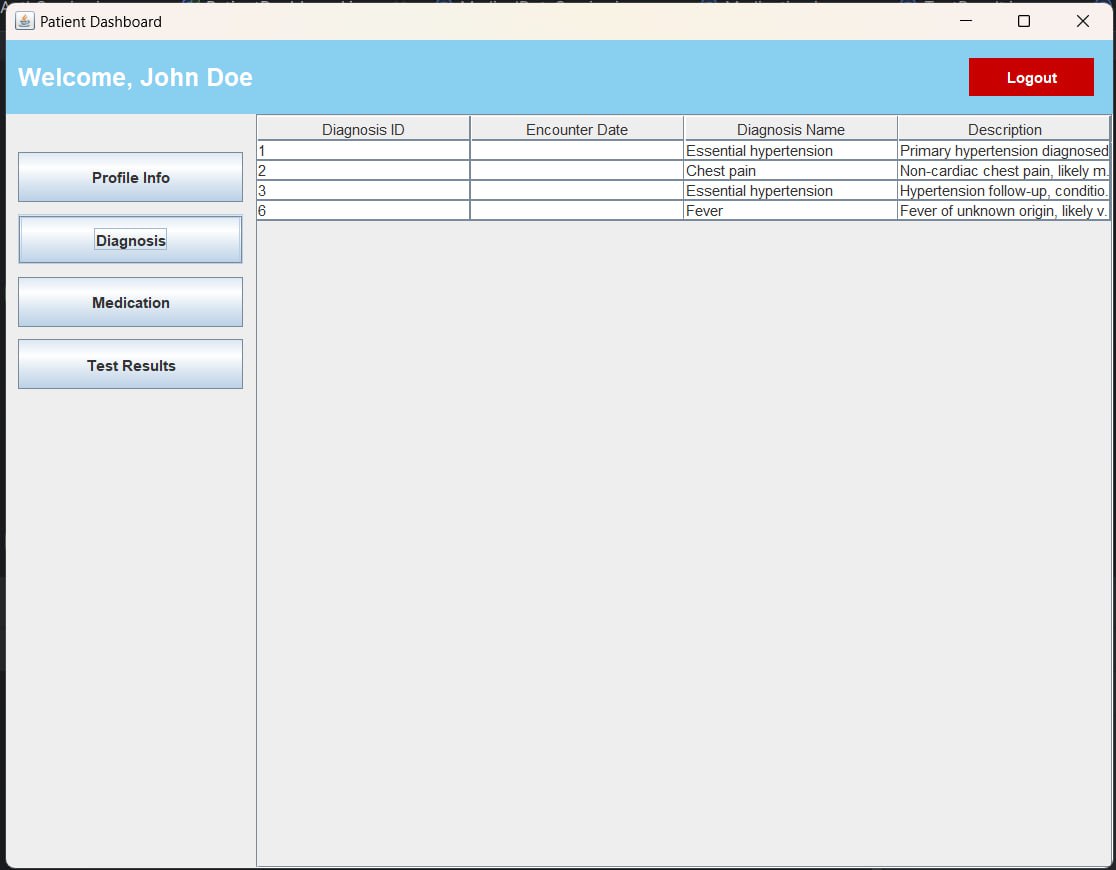 Patient Dashboard
Welcome, John Doe
Logout
Profile Info
Diagnosis
Medication
Test Results
Diagnosis ID Encounter Date Diagnosis Name Description
1 Essential hypertension Primary hypertension diagnosed
2 Chest pain Non-cardiac chest pain, likely m...
3 Essential hypertension Hypertension follow-up, conditio...
6 Fever Fever of unknown origin, likely v...